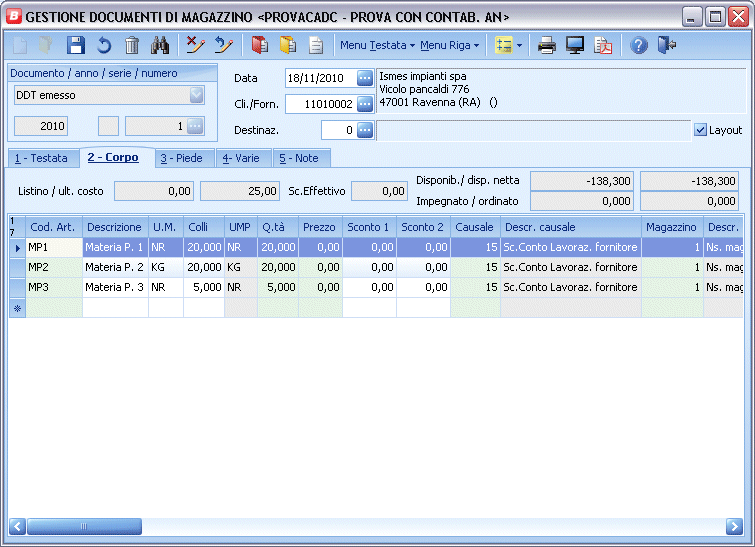 GESTIONE DOCUMENTI DI MAGAZZINO <PROVACADC - PROVA CON CONTAB. AN>
Menu Testata Menu Riga
Documento / anno / serie / numero
DDT emesso
2010 1
Data 18/11/2010
Cli./Forn. 11010002
Destinaz. 0
Ismes impianti spa
Vicolo pancaldi 776
47001 Ravenna (RA) ()
Layout
1 - Testata 2 - Corpo 3 - Piede 4- Varie 5 - Note
Listino / ult. costo 0,00 25,00 Sc.Effettivo 0,00
Disponib./ disp. netta -138,300 -138,300
Impegnato / ordinato 0,000 0,000
1 7 Cod. Art. Descrizione U.M. Colli UMP Q.tà Prezzo Sconto 1 Sconto 2 Causale Descr. causale Magazzino Descr.
MP1 Materia P. 1 NR 20,000 NR 20,000 0,00 0,00 0,00 15 Sc.Conto Lavoraz. fornitore 1 Ns. mag
MP2 Materia P. 2 KG 20,000 KG 20,000 0,00 0,00 0,00 15 Sc.Conto Lavoraz. fornitore 1 Ns. mag
MP3 Materia P. 3 NR 5,000 NR 5,000 0,00 0,00 0,00 15 Sc.Conto Lavoraz. fornitore 1 Ns. mag